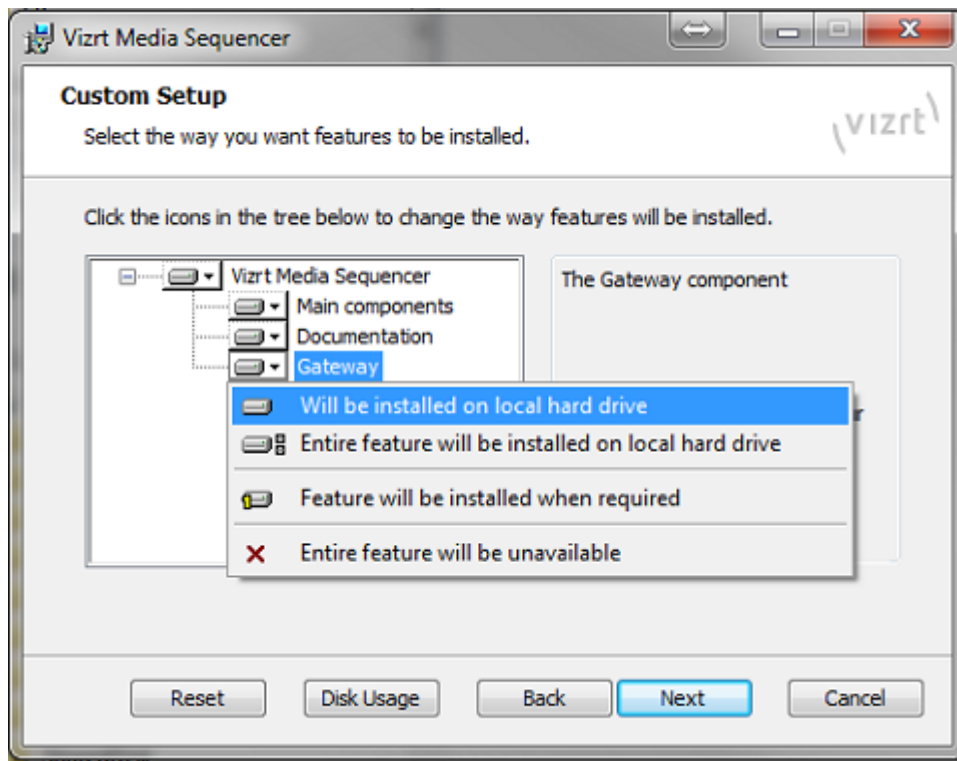 Vizrt Media Sequencer
Custom Setup
Select the way you want features to be installed.
vizrt
Click the icons in the tree below to change the way features will be installed.
Vizrt Media Sequencer
Main components
Documentation
Gateway
The Gateway component
Will be installed on local hard drive
Entire feature will be installed on local hard drive
Feature will be installed when required
Entire feature will be unavailable
Reset
Disk Usage
Back
Next
Cancel